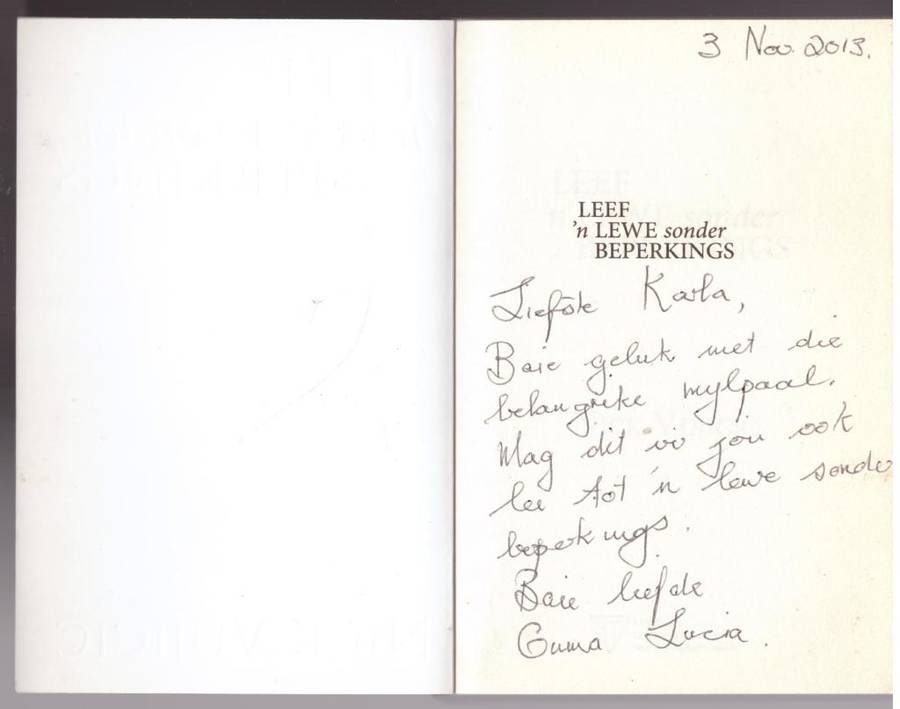 3 Nov. 2013.
LEEF
'n LEWE sonder
BEPERKINGS
Liefste Karla,
Baie geluk met die
belangrike mylpaal.
Mag dit vir jou ook
lei tot 'n lewe sonder
beperkings.
Baie liefde
Ouma Lucia.